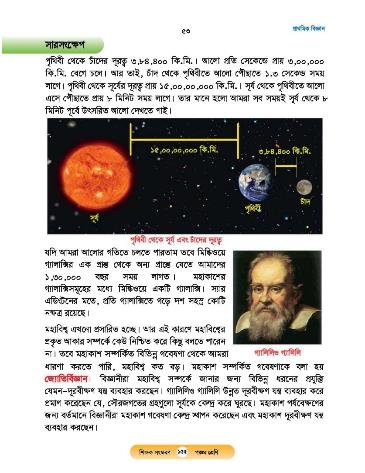 ৫৩
প্রাথমিক বিজ্ঞান
সারসংক্ষেপ
পৃথিবী থেকে চাঁদের দূরত্ব ৩,৮৪,৪০০ কি.মি.। আলো প্রতি সেকেন্ডে প্রায় ৩,০০,০০০
কি.মি. বেগে চলে। আর তাই, চাঁদ থেকে পৃথিবীতে আলো পৌঁছাতে ১.৩ সেকেন্ড সময়
লাগে। পৃথিবী থেকে সূর্যের দূরত্ব প্রায় ১৫,০০,০০,০০০ কি.মি.। সূর্য থেকে পৃথিবীতে আলো
এসে পৌঁছাতে প্রায় ৮ মিনিট সময় লাগে। তার মানে হলো আমরা সব সময়ই সূর্য থেকে ৮
মিনিট পূর্বে উৎসরিত আলো দেখতে পাই।
১৫,০০,০০,০০০ কি.মি.
৩,৮৪,৪০০ কি.মি.
সূর্য
পৃথিবী
চাঁদ
পৃথিবী থেকে সূর্য এবং চাঁদের দূরত্ব
যদি আমরা আলোর গতিতে চলতে পারতাম তবে মিল্কিওয়ে
গ্যালাক্সির এক প্রান্ত থেকে অন্য প্রান্তে যেতে আমাদের
১,৩০,০০০ বছর সময় লাগত। মহাকাশের
গ্যালাক্সিসমূহের মধ্যে মিল্কিওয়ে একটি গ্যালাক্সি। স্যার
এডিংটনের মতে, প্রতি গ্যালাক্সিতে গড়ে দশ সহস্র কোটি
নক্ষত্র রয়েছে।
মহাবিশ্ব এখনো প্রসারিত হচ্ছে। আর এই কারণে মহাবিশ্বের
প্রকৃত আকার সম্পর্কে কেউ নিশ্চিত করে কিছু বলতে পারেন
না। তবে মহাকাশ সম্পর্কিত বিভিন্ন গবেষণা থেকে আমরা
গ্যালিলিও গ্যালিলি
ধারণা করতে পারি, মহাবিশ্ব কত বড়। মহাকাশ সম্পর্কিত গবেষণাকে বলা হয়
জ্যোতির্বিজ্ঞান। বিজ্ঞানীরা মহাবিশ্ব সম্পর্কে জানার জন্য বিভিন্ন ধরনের প্রযুক্তি
যেমন–দূরবীক্ষণ যন্ত্র ব্যবহার করছেন। গ্যালিলিও গ্যালিলি উন্নত দূরবীক্ষণ যন্ত্র ব্যবহার করে
প্রমাণ করেছেন যে, সৌরজগতের গ্রহগুলো সূর্যকে কেন্দ্র করে ঘুরছে। মহাকাশ পর্যবেক্ষণের
জন্য বর্তমানে বিজ্ঞানীরা মহাকাশ গবেষণা কেন্দ্র স্থাপন করেছেন এবং মহাকাশ দূরবীক্ষণ যন্ত্র
ব্যবহার করছেন।
শিক্ষক সংস্করণ ১৫২ পঞ্চম শ্রেণি